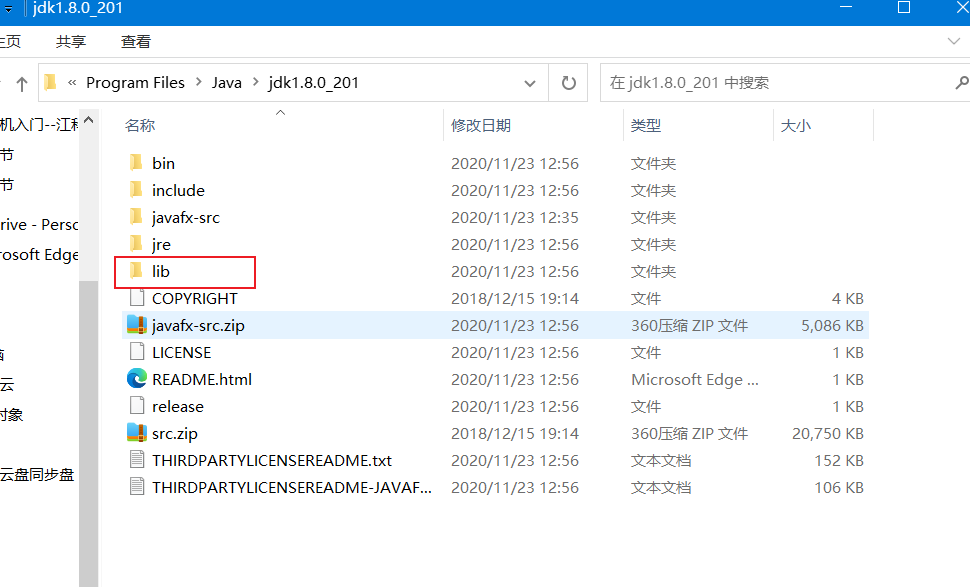 jdk1.8.0_201
主页 共享 查看
« Program Files › Java › jdk1.8.0_201 在 jdk1.8.0_201 中搜索
机入门--江科
节
节
rive - Perso
rosoft Edge
云
对象
云盘同步盘
名称 修改日期 类型 大小
bin 2020/11/23 12:56 文件夹
include 2020/11/23 12:56 文件夹
javafx-src 2020/11/23 12:35 文件夹
jre 2020/11/23 12:56 文件夹
lib 2020/11/23 12:56 文件夹
COPYRIGHT 2018/12/15 19:14 文件 4 KB
javafx-src.zip 2020/11/23 12:56 360压缩 ZIP 文件 5,086 KB
LICENSE 2020/11/23 12:56 文件 1 KB
README.html 2020/11/23 12:56 Microsoft Edge ... 1 KB
release 2020/11/23 12:56 文件 1 KB
src.zip 2018/12/15 19:14 360压缩 ZIP 文件 20,750 KB
THIRDPARTYLICENSEREADME.txt 2020/11/23 12:56 文本文档 152 KB
THIRDPARTYLICENSEREADME-JAVAF... 2020/11/23 12:56 文本文档 106 KB